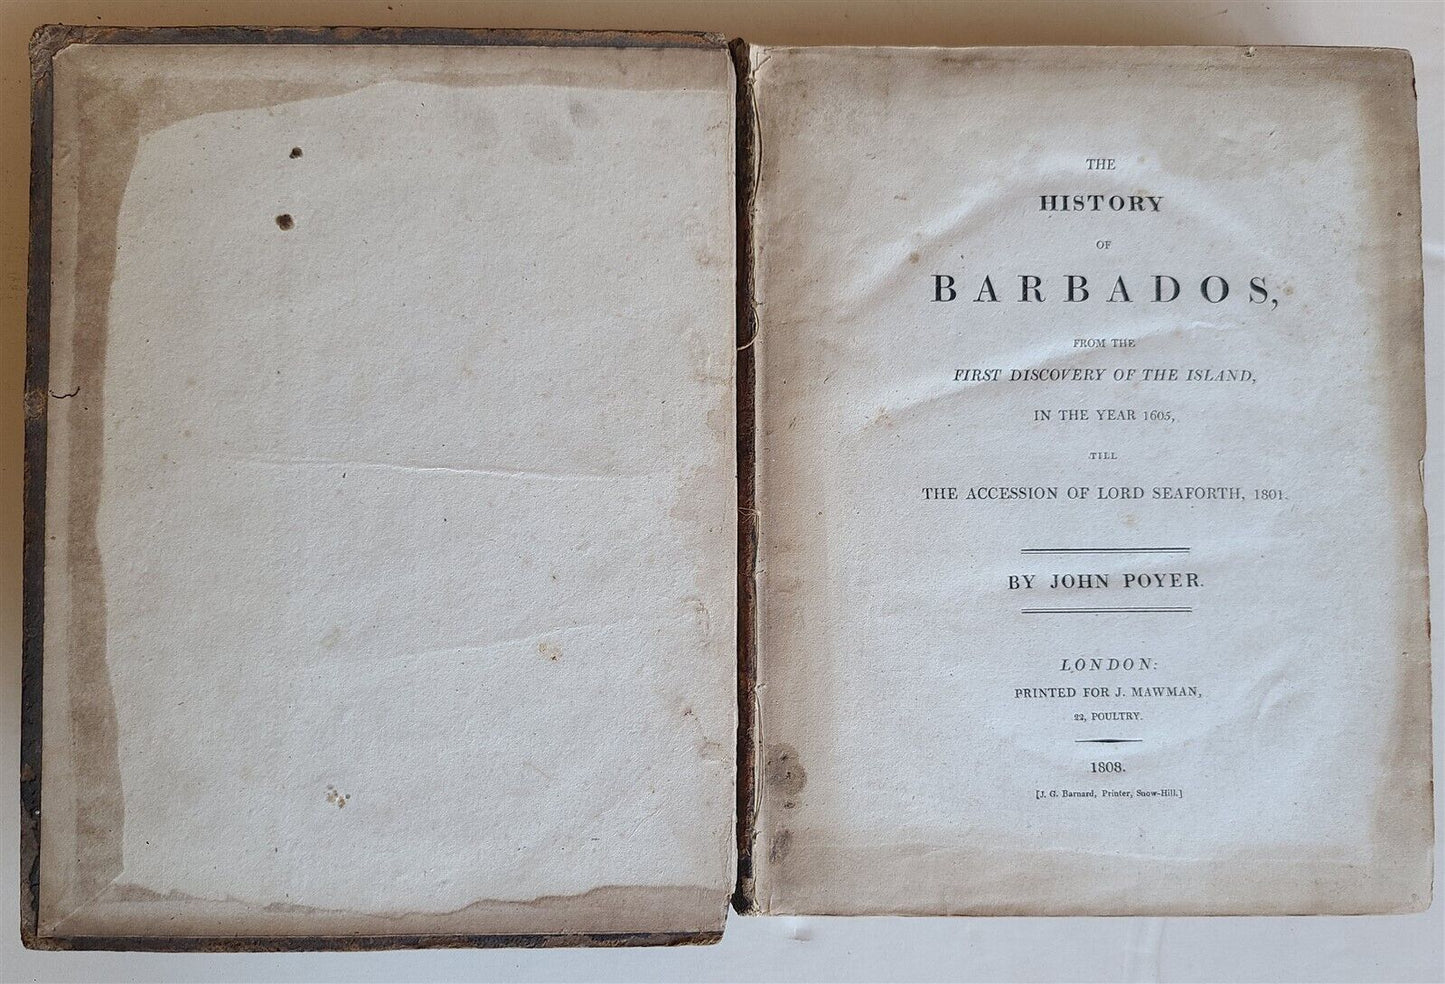 THE
HISTORY
OF
BARBADOS,
FROM THE
FIRST DISCOVERY OF THE ISLAND,
IN THE YEAR 1605,
TILL
THE ACCESSION OF LORD SEAFORTH, 1801.
BY JOHN POYER.
LONDON:
PRINTED FOR J. MAWMAN,
22, POULTRY.
1808.
[J. G. Barnard, Printer, Snow-Hill.]